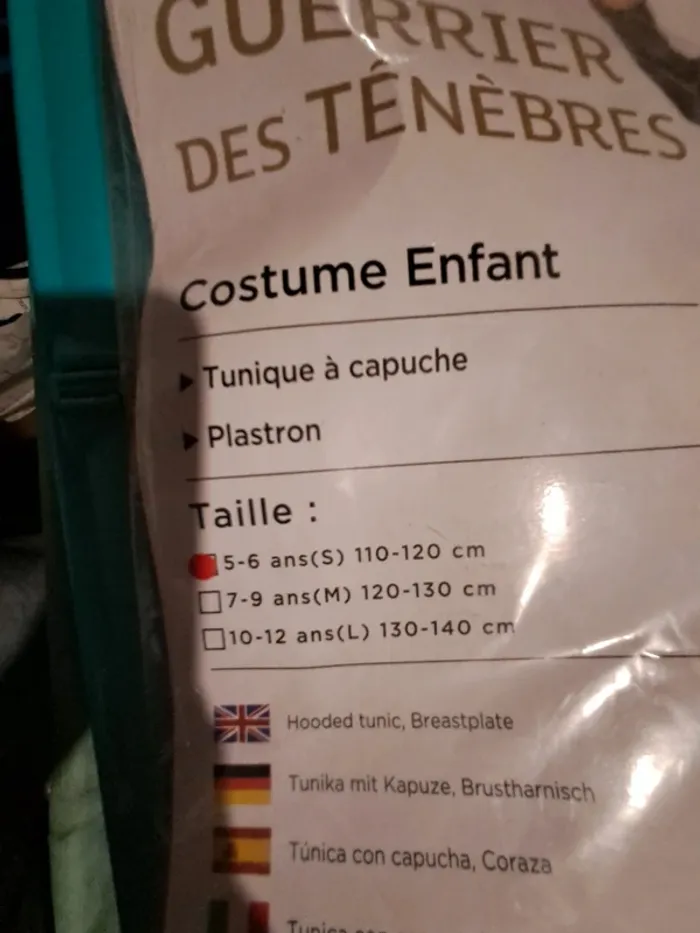 GUERRIER
DES TÉNÈBRES
Costume Enfant
Tunique à capuche
Plastron
Taille :
5-6 ans(S) 110-120 cm
7-9 ans(M) 120-130 cm
10-12 ans(L) 130-140 cm
Hooded tunic, Breastplate
Tunika mit Kapuze, Brustharnisch
Túnica con capucha, Coraza